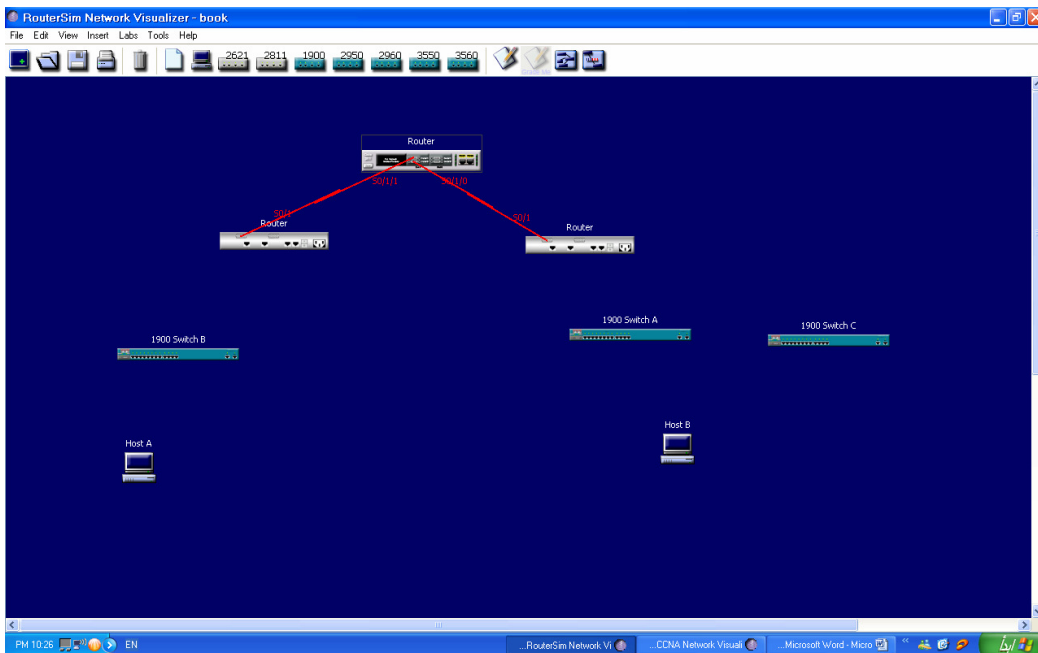 RouterSim Network Visualizer - book
File Edit View Insert Labs Tools Help
2621 2811 1900 2950 2960 3550 3560
Router
S0/1/1 S0/1/0
S0/1
Router
S0/1
Router
1900 Switch A
1900 Switch C
1900 Switch B
Host B
Host A
PM 10:26 EN ...RouterSim Network Vi ...CCNA Network Visuali ...Microsoft Word - Micro ابدأ